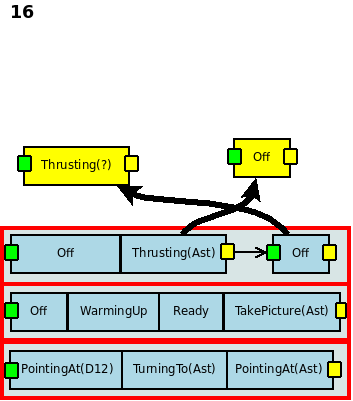 16
Thrusting(?) Off
Off Thrusting(Ast) Off
Off WarmingUp Ready TakePicture(Ast)
PointingAt(D12) TurningTo(Ast) PointingAt(Ast)